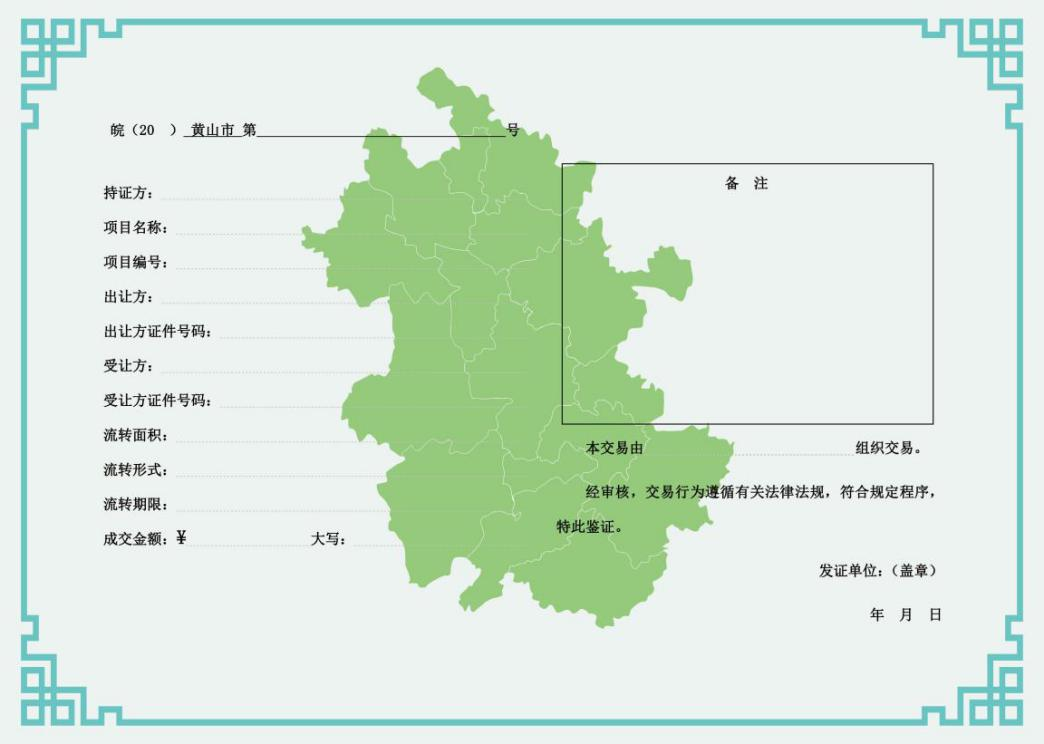 皖（20　） 黄山市 第　　　　号
持证方：
项目名称：
项目编号：
出让方：
出让方证件号码：
受让方：
受让方证件号码：
流转面积：
流转形式：
流转期限：
成交金额：¥　　　　大写：
备　注
本交易由　　　　组织交易。
经审核，交易行为遵循有关法律法规，符合规定程序，
特此鉴证。
发证单位：（盖章）
年　月　日